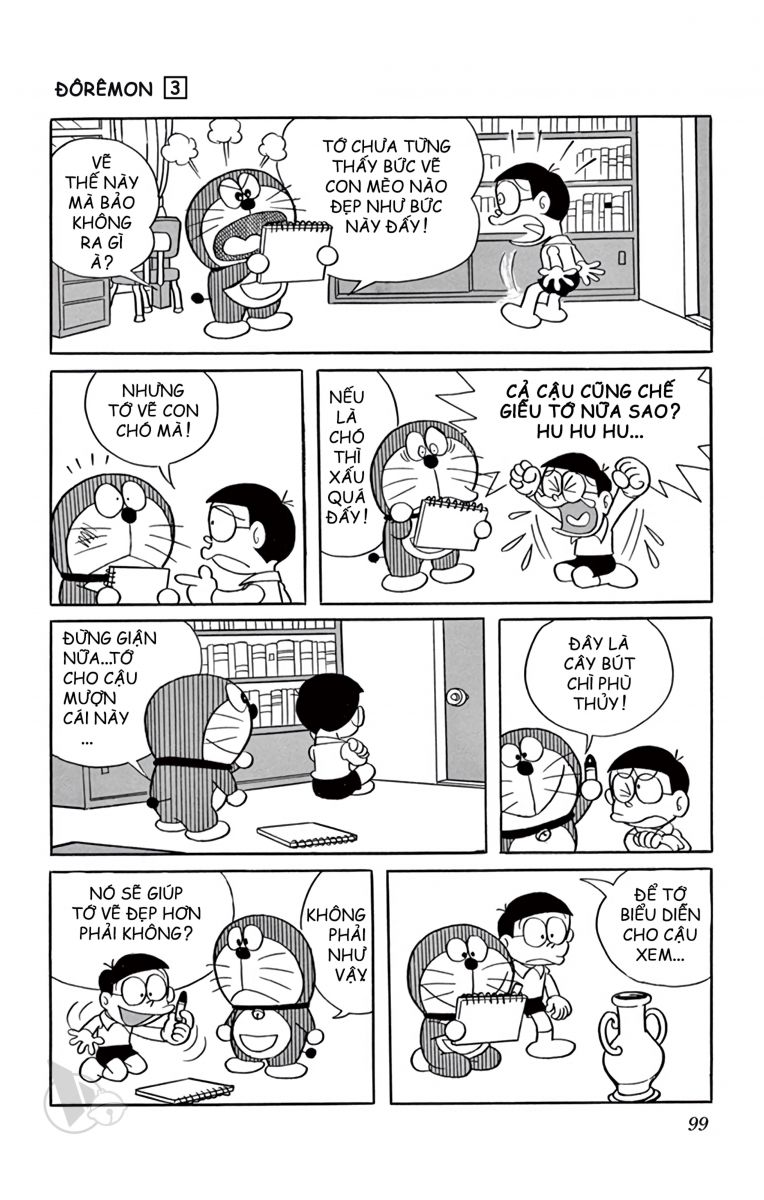 ĐÔRÊMON 3
VẼ
THẾ NÀY
MÀ BẢO
KHÔNG
RA GÌ
À?
TỚ CHƯA TỪNG
THẤY BỨC VẼ
CON MÈO NÀO
ĐẸP NHƯ BỨC
NÀY ĐẤY!
NHƯNG
TỚ VẼ CON
CHÓ MÀ!
NẾU
LÀ
CHÓ
THÌ
XẤU
QUÁ
ĐẤY!
CẢ CẬU CŨNG CHẾ
GIỄU TỚ NỮA SAO?
HU HU HU...
ĐỪNG GIẬN
NỮA...TỚ
CHO CẬU
MƯỢN
CÁI NÀY
...
ĐÂY LÀ
CÂY BÚT
CHÌ PHÙ
THỦY!
NÓ SẼ GIÚP
TỚ VẼ ĐẸP HƠN
PHẢI KHÔNG?
KHÔNG
PHẢI
NHƯ
VẬY.
ĐỂ TỚ
BIỂU DIỄN
CHO CẬU
XEM...
99